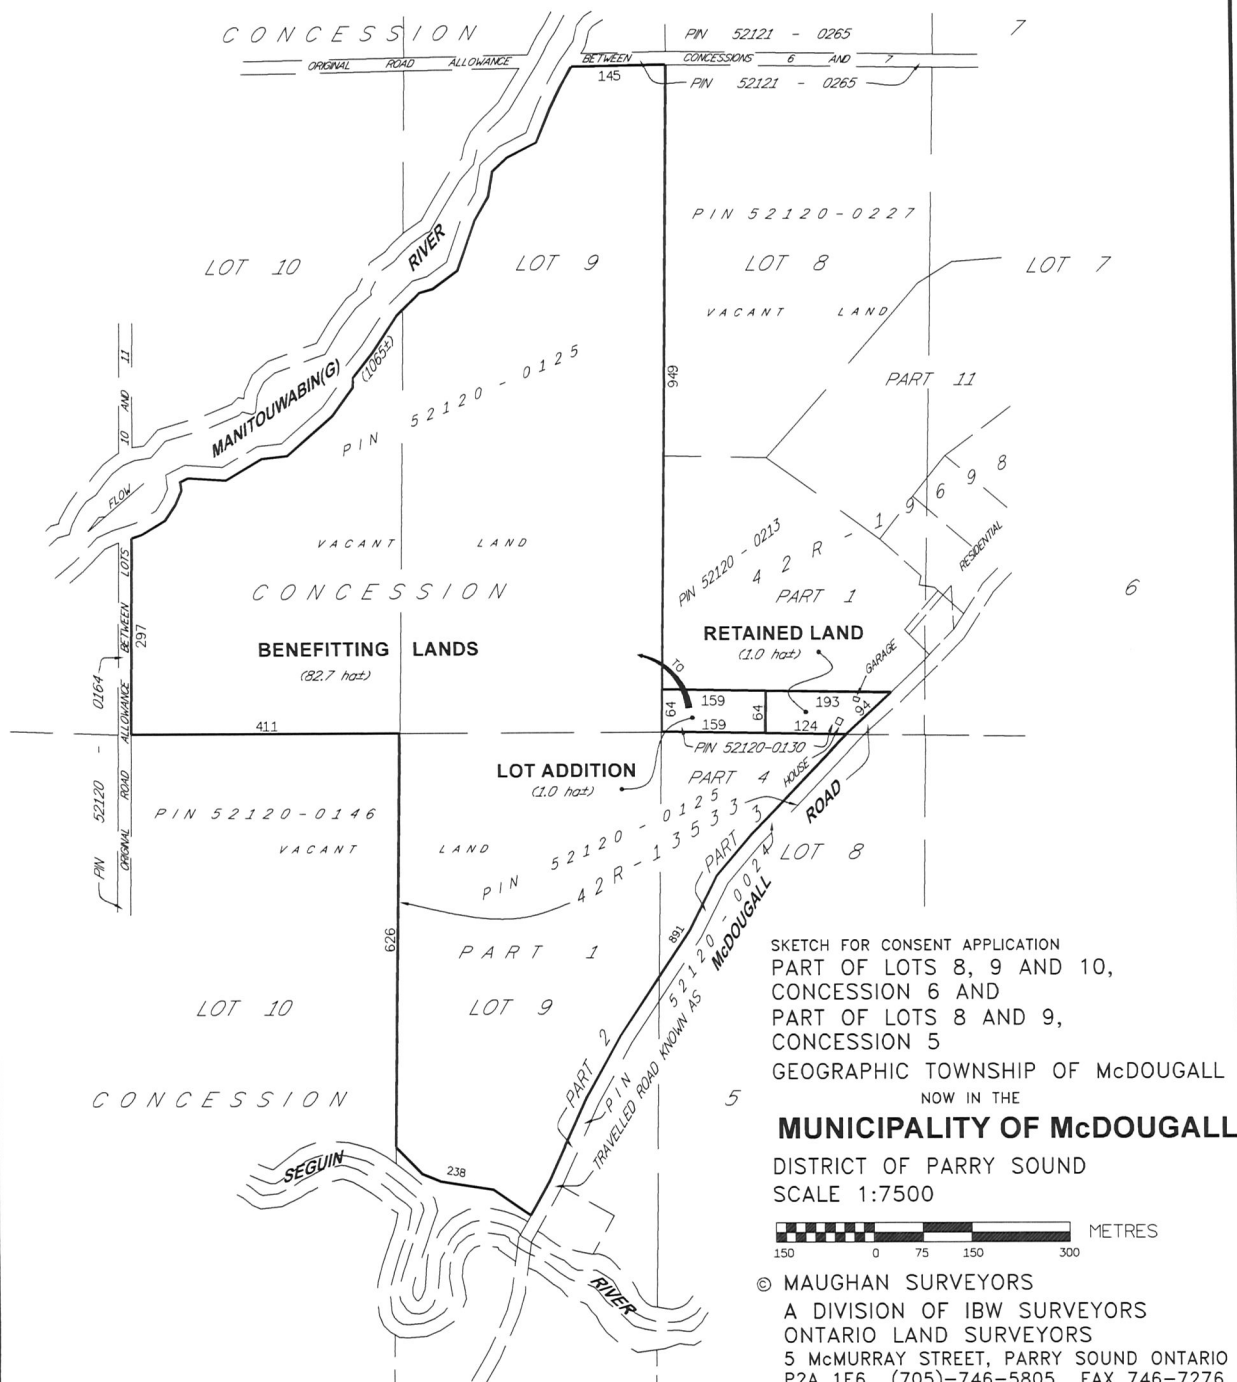 CONCESSION
7
PIN 52121 - 0265
ORIGINAL ROAD ALLOWANCE BETWEEN CONCESSIONS 6 AND 7
145
PIN 52121 - 0265
PIN 52120-0227
LOT 10
RIVER
LOT 9
LOT 8
LOT 7
VACANT LAND
MANITOUWABIN(G)
(1065±)
PIN 52120 - 0125
949
PART 11
FLOW
42R-19698
RESIDENTIAL
PIN 52120 - 0213
VACANT LAND
CONCESSION
6
PART 1
ORIGINAL ROAD ALLOWANCE BETWEEN LOTS 10 AND 11
PIN 52120 - 0164
297
BENEFITTING LANDS
(82.7 ha±)
RETAINED LAND
(1.0 ha±)
TO
GARAGE
64
159
159
64
193
124
94
411
PIN 52120-0130
LOT ADDITION
(1.0 ha±)
PART 4
HOUSE
ROAD
PIN 52120-0146
VACANT LAND
PIN 52120 - 0125
42R-13533
PART 3
LOT 8
626
891
PART 1
McDOUGALL
LOT 10
LOT 9
PART 2
PIN 52120 - 0024
TRAVELLED ROAD KNOWN AS
CONCESSION
5
SEGUIN
238
RIVER
SKETCH FOR CONSENT APPLICATION
PART OF LOTS 8, 9 AND 10,
CONCESSION 6 AND
PART OF LOTS 8 AND 9,
CONCESSION 5
GEOGRAPHIC TOWNSHIP OF McDOUGALL
NOW IN THE
MUNICIPALITY OF McDOUGALL
DISTRICT OF PARRY SOUND
SCALE 1:7500
METRES
150 0 75 150 300
© MAUGHAN SURVEYORS
A DIVISION OF IBW SURVEYORS
ONTARIO LAND SURVEYORS
5 McMURRAY STREET, PARRY SOUND ONTARIO
P2A 1E6 (705)-746-5805 FAX 746-7276